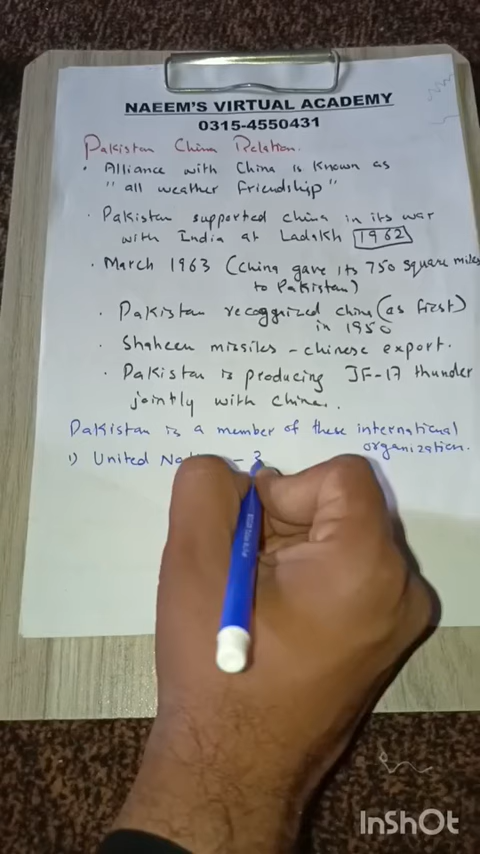 NAEEM'S VIRTUAL ACADEMY
0315-4550431
Pakistan China Relation.
• Alliance with China is known as
"all weather Friendship"
• Pakistan supported China in its war
with India at Ladakh 1962
• March 1963 (China gave its 750 square miles
to Pakistan)
• Pakistan recognized China (as first)
in 1950
• Shaheen missiles - chinese export.
• Pakistan is producing JF-17 thunder
jointly with China.
Pakistan is a member of these international
organization.
1) United
InShOt